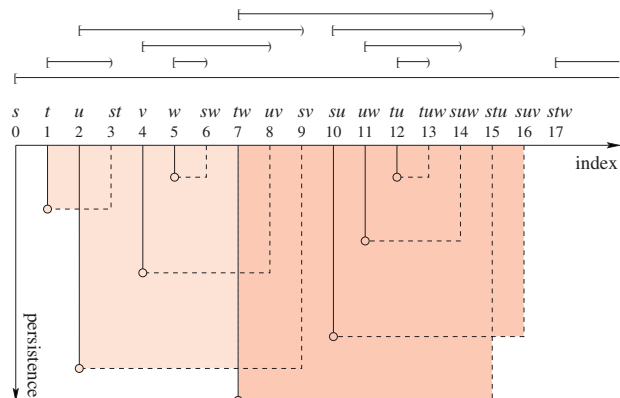 s t u st v w sw tw uv sv su uw tu tuw suw stu suv stw
0 1 2 3 4 5 6 7 8 9 10 11 12 13 14 15 16 17
index
persistence